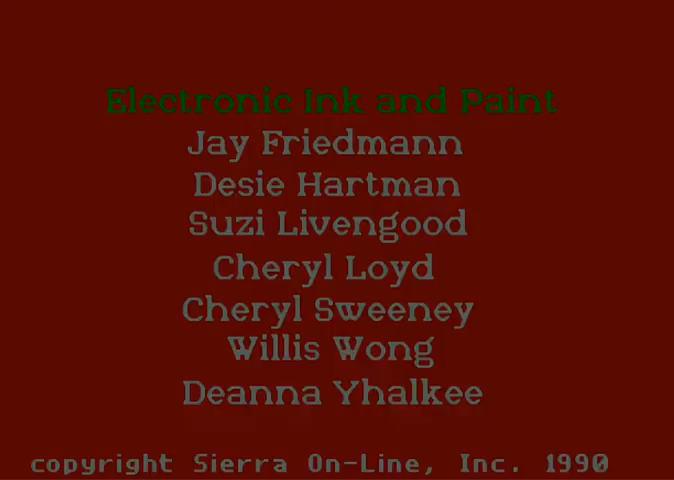 Electronic Ink and Paint
Jay Friedmann
Desie Hartman
Suzi Livengood
Cheryl Loyd
Cheryl Sweeney
Willis Wong
Deanna Yhalkee
copyright Sierra On-Line, Inc. 1990